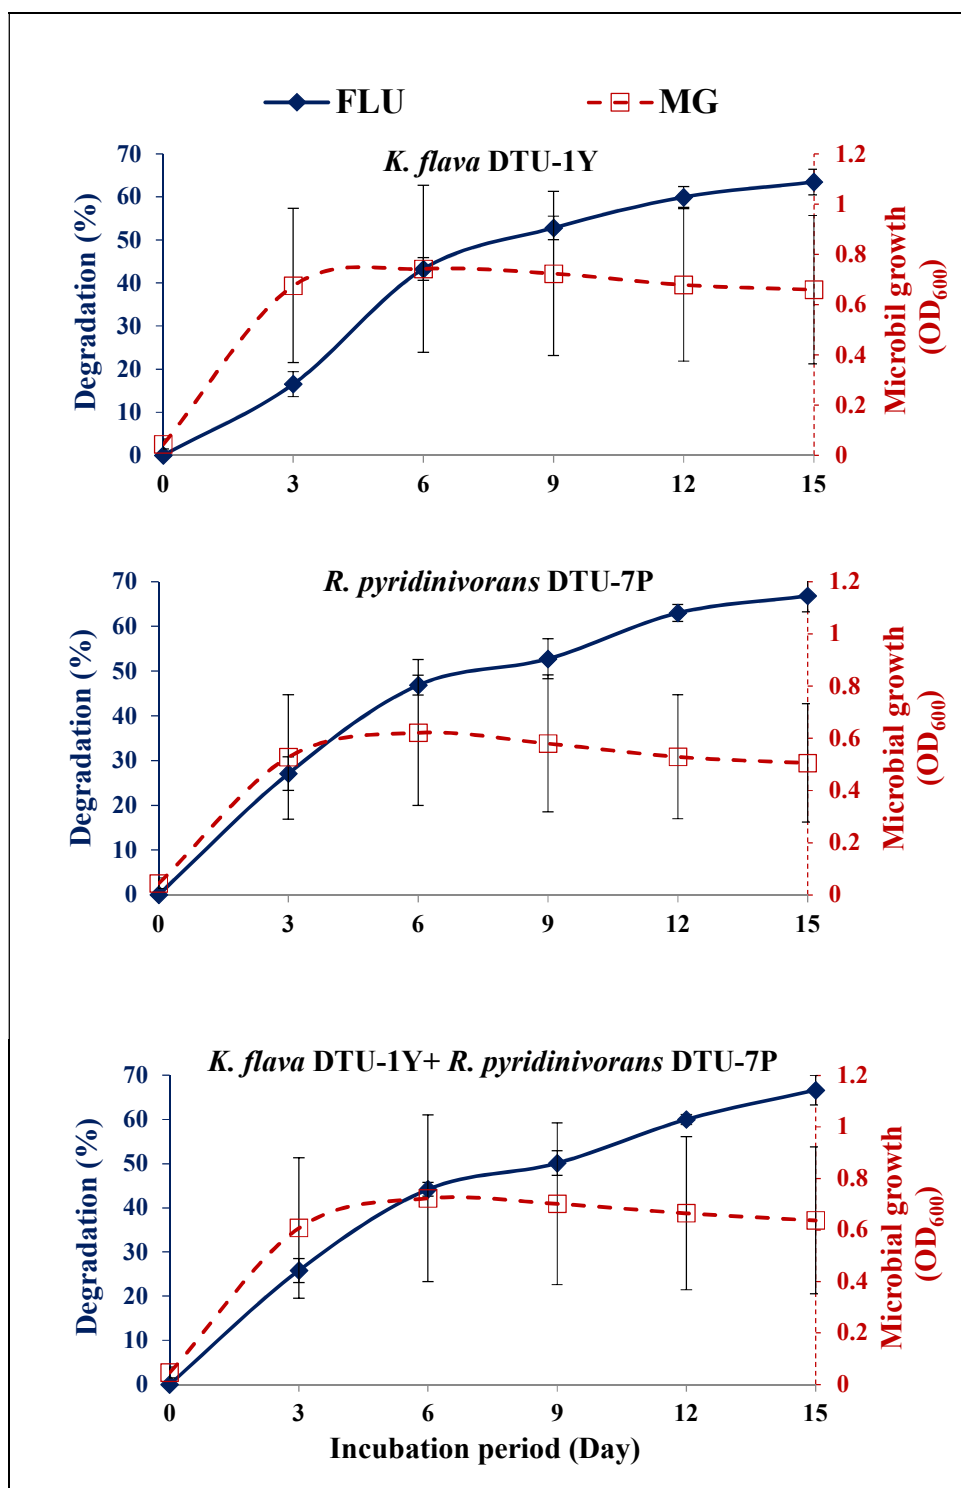 FLU MG
K. flava DTU-1Y
70 1.2
60 1
50 0.8
40 0.6
30 0.4
20 0.2
10 0
0
Degradation (%)
Microbil growth
(OD600)
0 3 6 9 12 15
R. pyridinivorans DTU-7P
70 1.2
60 1
50 0.8
40 0.6
30 0.4
20 0.2
10 0
0
Degradation (%)
Microbial growth
(OD600)
0 3 6 9 12 15
K. flava DTU-1Y+ R. pyridinivorans DTU-7P
70 1.2
60 1
50 0.8
40 0.6
30 0.4
20 0.2
10 0
0
Degradation (%)
Microbial growth
(OD600)
0 3 6 9 12 15
Incubation period (Day)